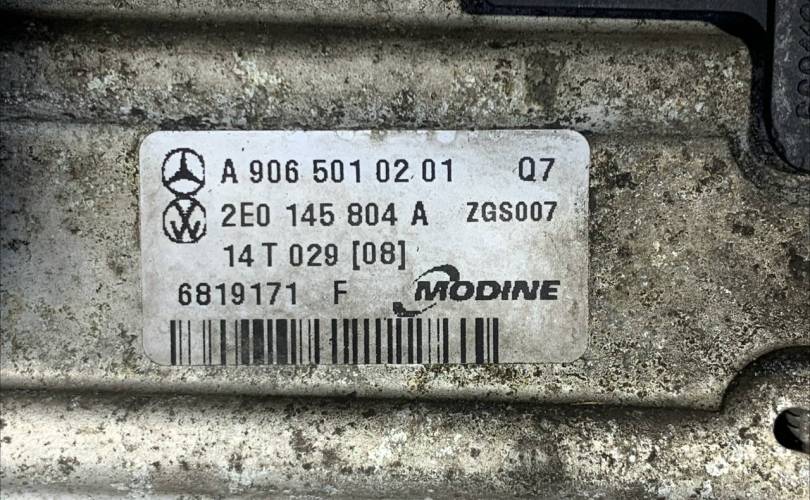 A 906 501 02 01 Q7
2E0 145 804 A ZGS007
14 T 029 [08]
6819171 F MODINE